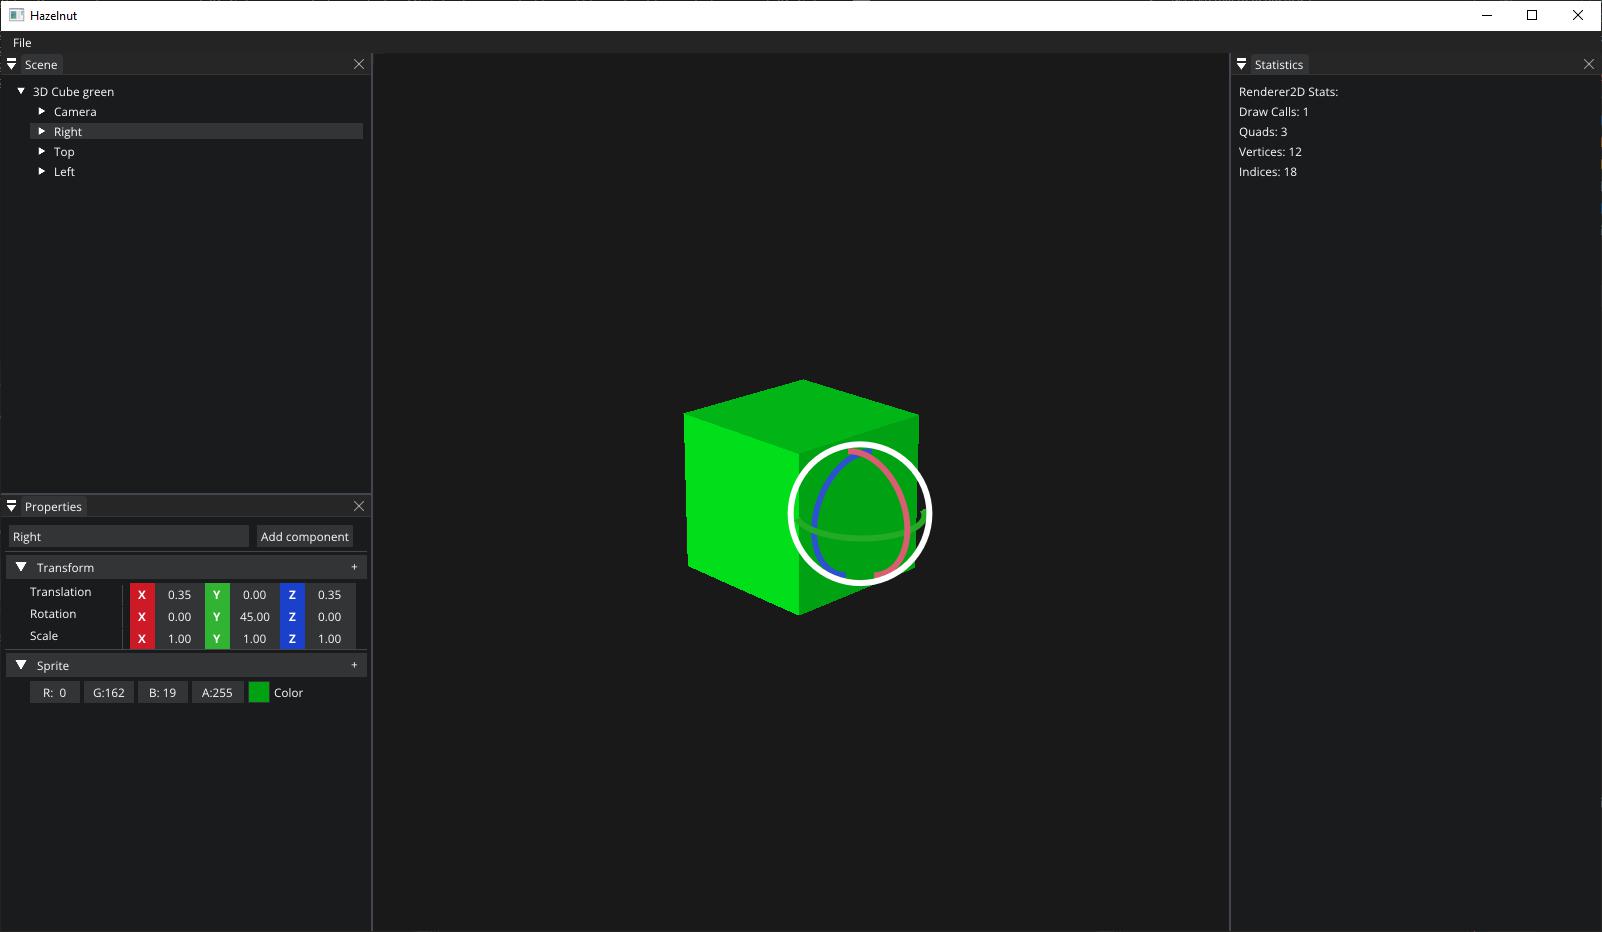 Hazelnut
File
Scene
3D Cube green
Camera
Right
Top
Left
Properties
Right Add component
Transform +
Translation X 0.35 Y 0.00 Z 0.35
Rotation X 0.00 Y 45.00 Z 0.00
Scale X 1.00 Y 1.00 Z 1.00
Sprite +
R: 0 G:162 B: 19 A:255 Color
Statistics
Renderer2D Stats:
Draw Calls: 1
Quads: 3
Vertices: 12
Indices: 18